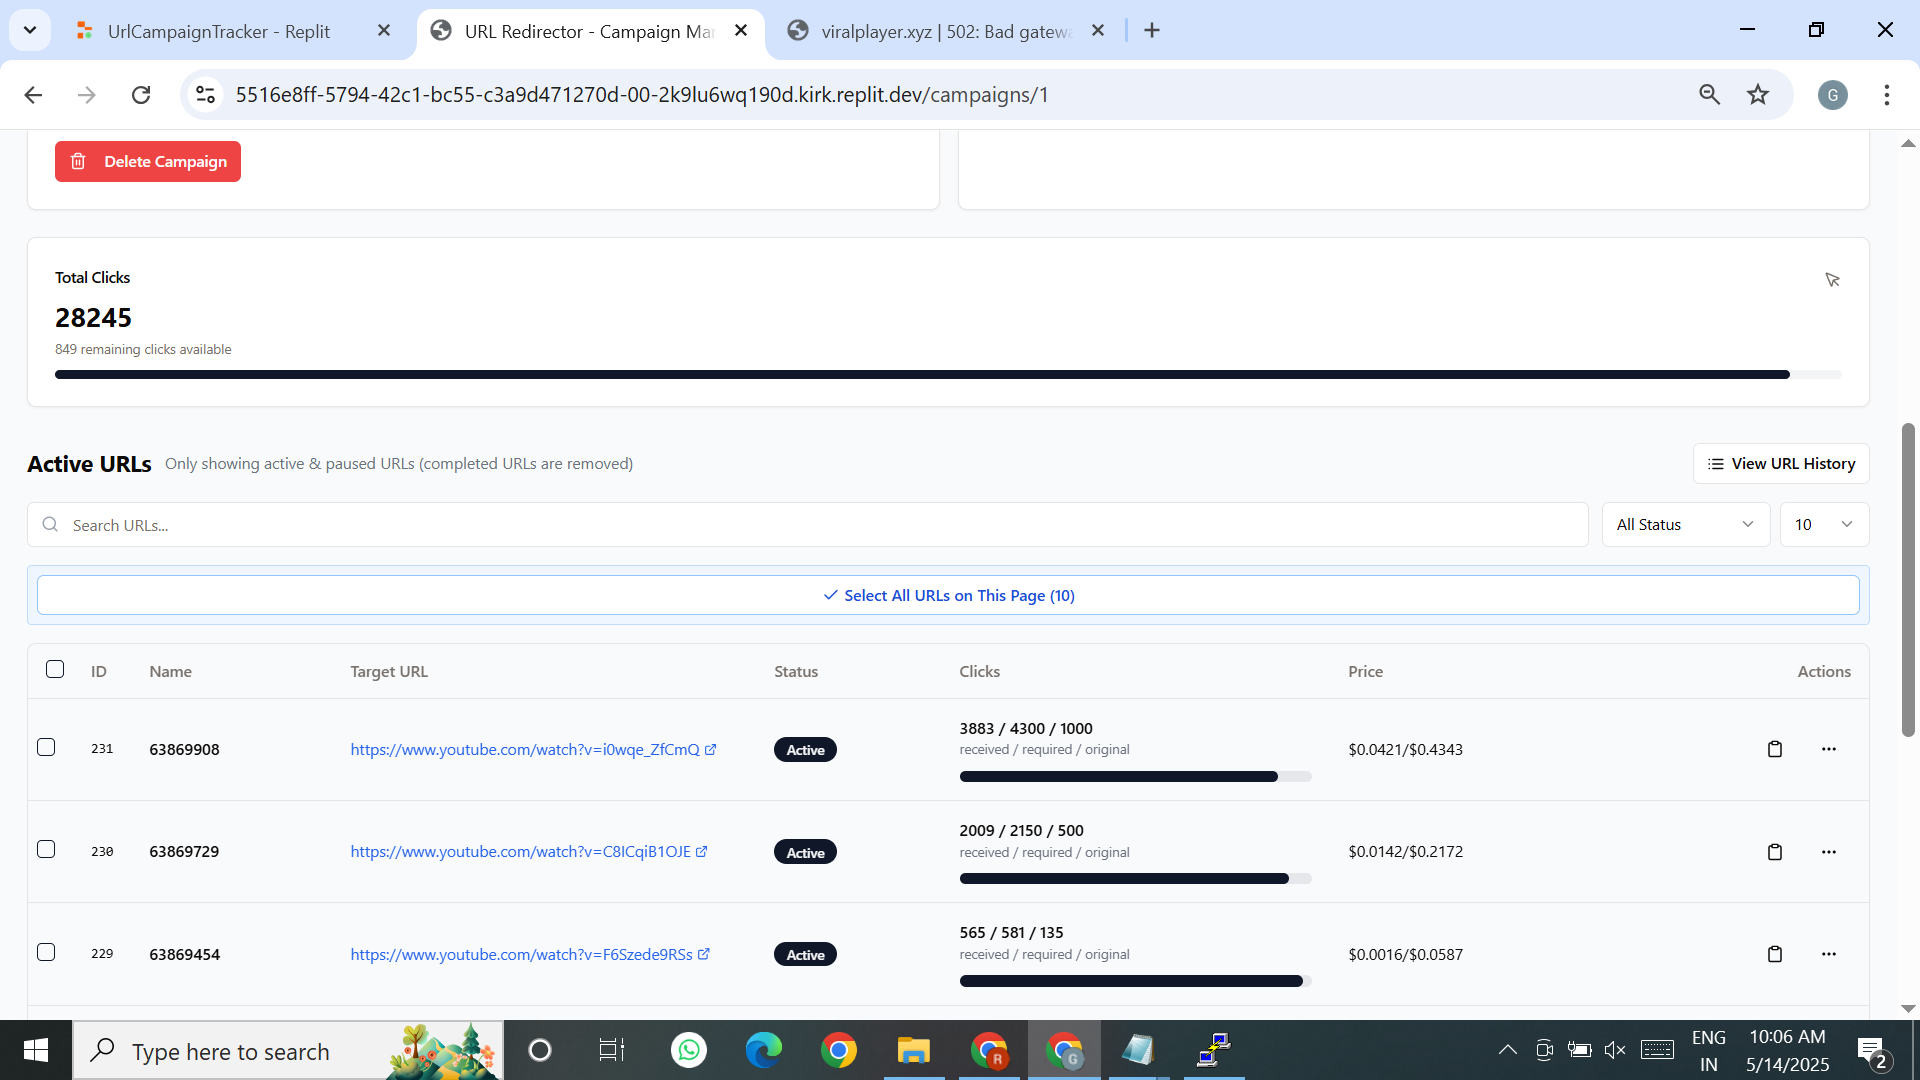 UrlCampaignTracker - Replit
URL Redirector - Campaign Mar
viralplayer.xyz | 502: Bad gatewa
5516e8ff-5794-42c1-bc55-c3a9d471270d-00-2k9lu6wq190d.kirk.replit.dev/campaigns/1
G
Delete Campaign
Total Clicks
28245
849 remaining clicks available
Active URLs Only showing active & paused URLs (completed URLs are removed)
View URL History
Search URLs...
All Status
10
Select All URLs on This Page (10)
ID Name Target URL Status Clicks Price Actions
231 63869908 https://www.youtube.com/watch?v=i0wqe_ZfCmQ Active 3883 / 4300 / 1000 $0.0421/$0.4343
received / required / original
230 63869729 https://www.youtube.com/watch?v=C8ICqiB1OJE Active 2009 / 2150 / 500 $0.0142/$0.2172
received / required / original
229 63869454 https://www.youtube.com/watch?v=F6Szede9RSs Active 565 / 581 / 135 $0.0016/$0.0587
received / required / original
Type here to search
R
G
ENG
IN
10:06 AM
5/14/2025
2